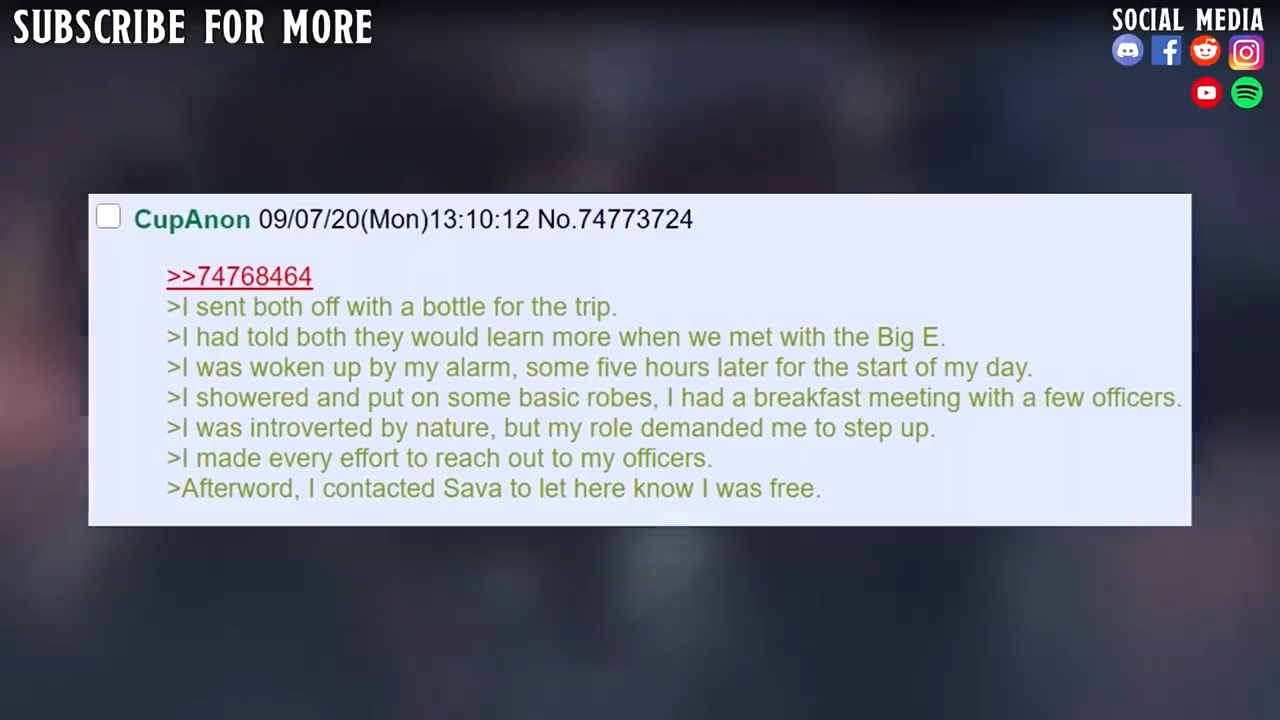 SUBSCRIBE FOR MORE
SOCIAL MEDIA
CupAnon 09/07/20(Mon)13:10:12 No.74773724
>>74768464
>I sent both off with a bottle for the trip.
>I had told both they would learn more when we met with the Big E.
>I was woken up by my alarm, some five hours later for the start of my day.
>I showered and put on some basic robes, I had a breakfast meeting with a few officers.
>I was introverted by nature, but my role demanded me to step up.
>I made every effort to reach out to my officers.
>Afterword, I contacted Sava to let here know I was free.